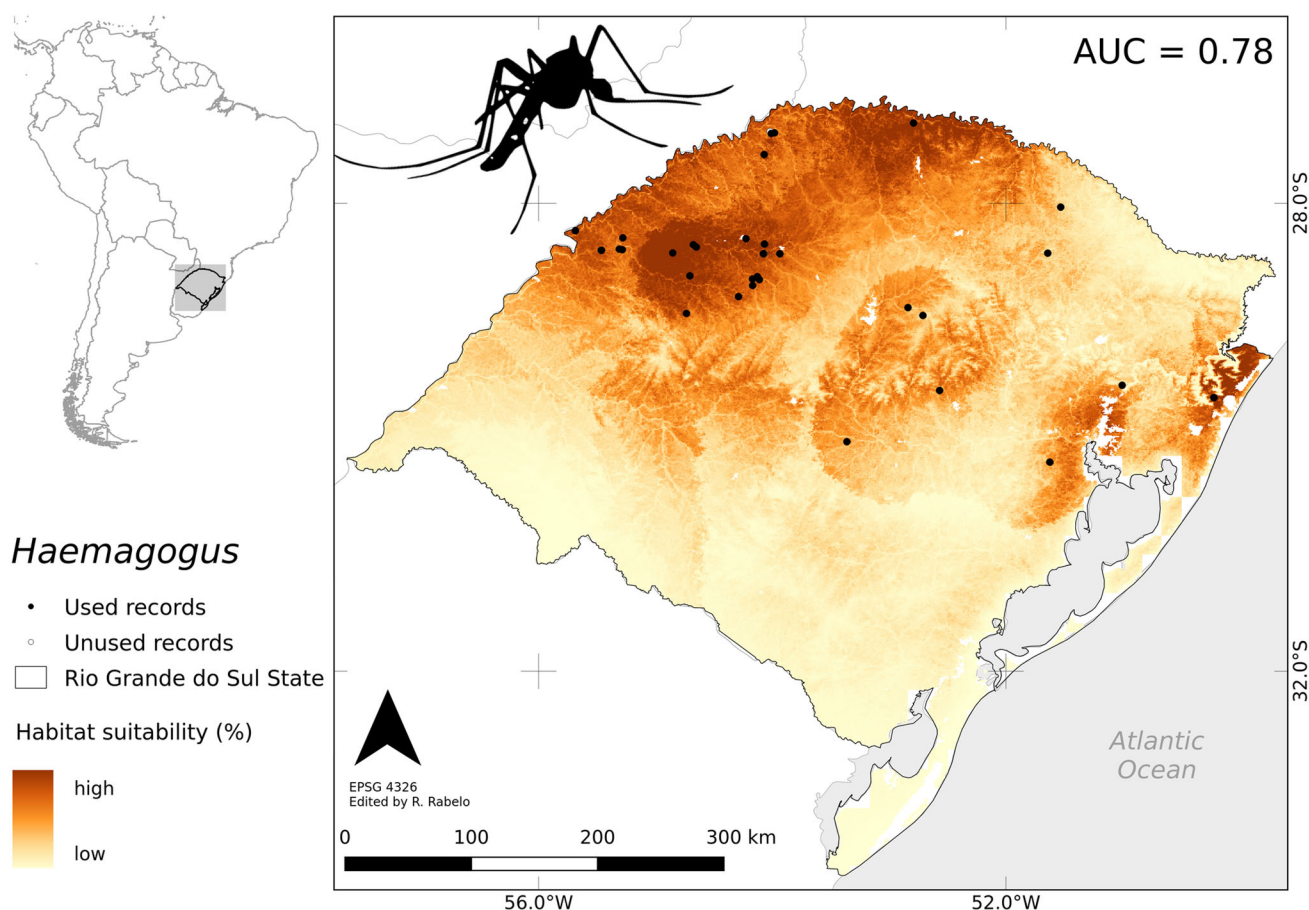 AUC = 0.78
28.0°S
32.0°S
Haemagogus
Used records
Unused records
Rio Grande do Sul State
Habitat suitability (%)
high
low
EPSG 4326
Edited by R. Rabelo
0 100 200 300 km
Atlantic
Ocean
56.0°W 52.0°W